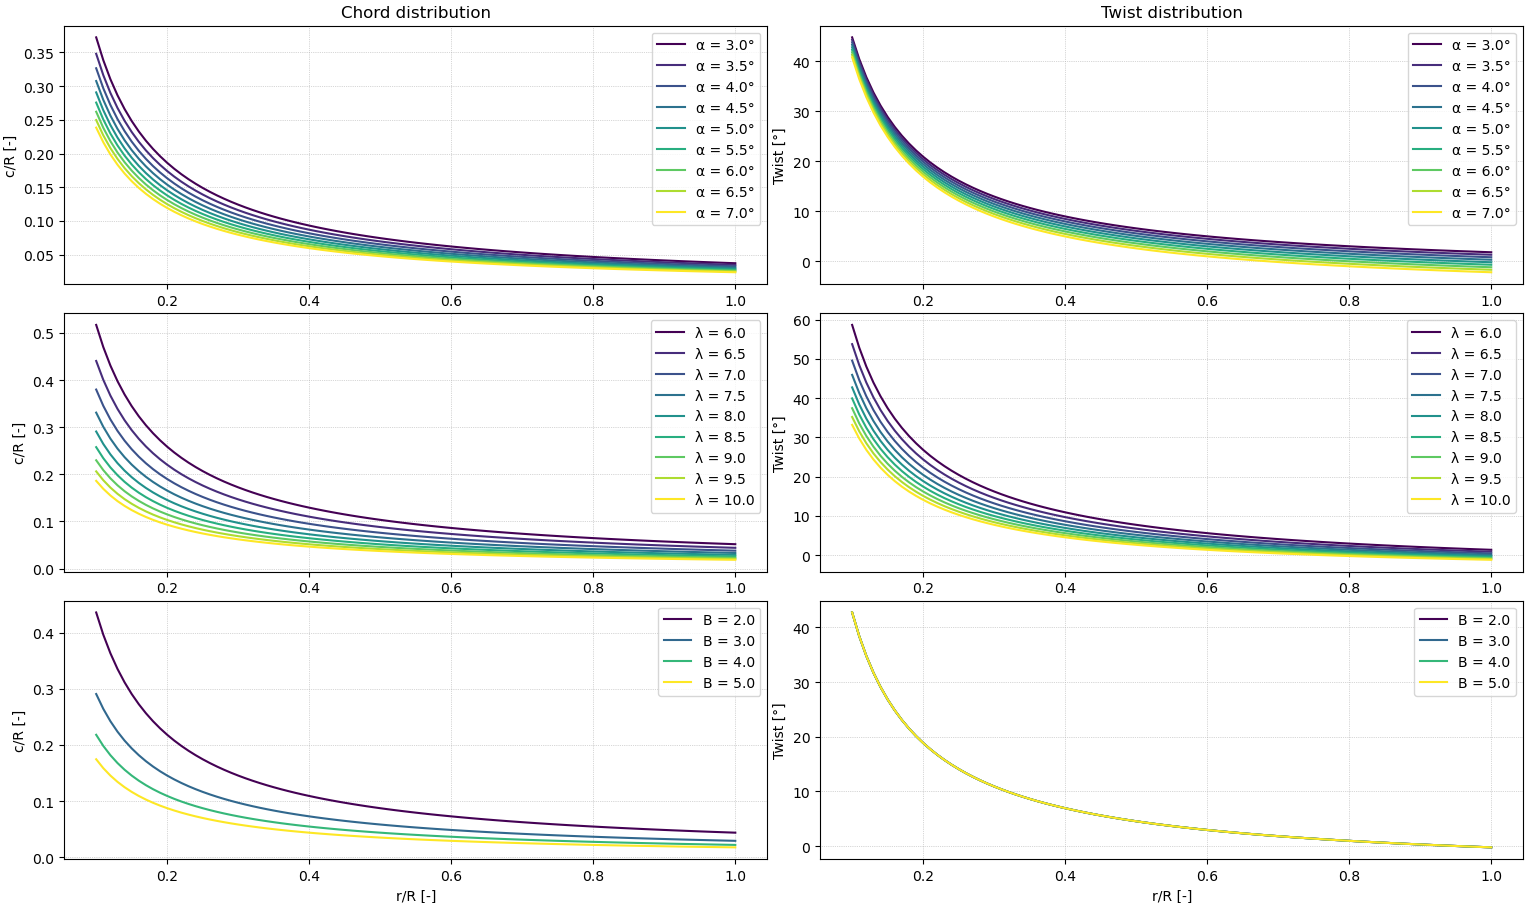 Chord distribution
c/R [-]
0.35
0.30
0.25
0.20
0.15
0.10
0.05
0.2
0.4
0.6
0.8
1.0
α = 3.0°
α = 3.5°
α = 4.0°
α = 4.5°
α = 5.0°
α = 5.5°
α = 6.0°
α = 6.5°
α = 7.0°
Twist distribution
Twist [°]
40
30
20
10
0
0.2
0.4
0.6
0.8
1.0
α = 3.0°
α = 3.5°
α = 4.0°
α = 4.5°
α = 5.0°
α = 5.5°
α = 6.0°
α = 6.5°
α = 7.0°
c/R [-]
0.5
0.4
0.3
0.2
0.1
0.0
0.2
0.4
0.6
0.8
1.0
λ = 6.0
λ = 6.5
λ = 7.0
λ = 7.5
λ = 8.0
λ = 8.5
λ = 9.0
λ = 9.5
λ = 10.0
Twist [°]
60
50
40
30
20
10
0
0.2
0.4
0.6
0.8
1.0
λ = 6.0
λ = 6.5
λ = 7.0
λ = 7.5
λ = 8.0
λ = 8.5
λ = 9.0
λ = 9.5
λ = 10.0
c/R [-]
0.4
0.3
0.2
0.1
0.0
0.2
0.4
0.6
0.8
1.0
r/R [-]
B = 2.0
B = 3.0
B = 4.0
B = 5.0
Twist [°]
40
30
20
10
0
0.2
0.4
0.6
0.8
1.0
r/R [-]
B = 2.0
B = 3.0
B = 4.0
B = 5.0